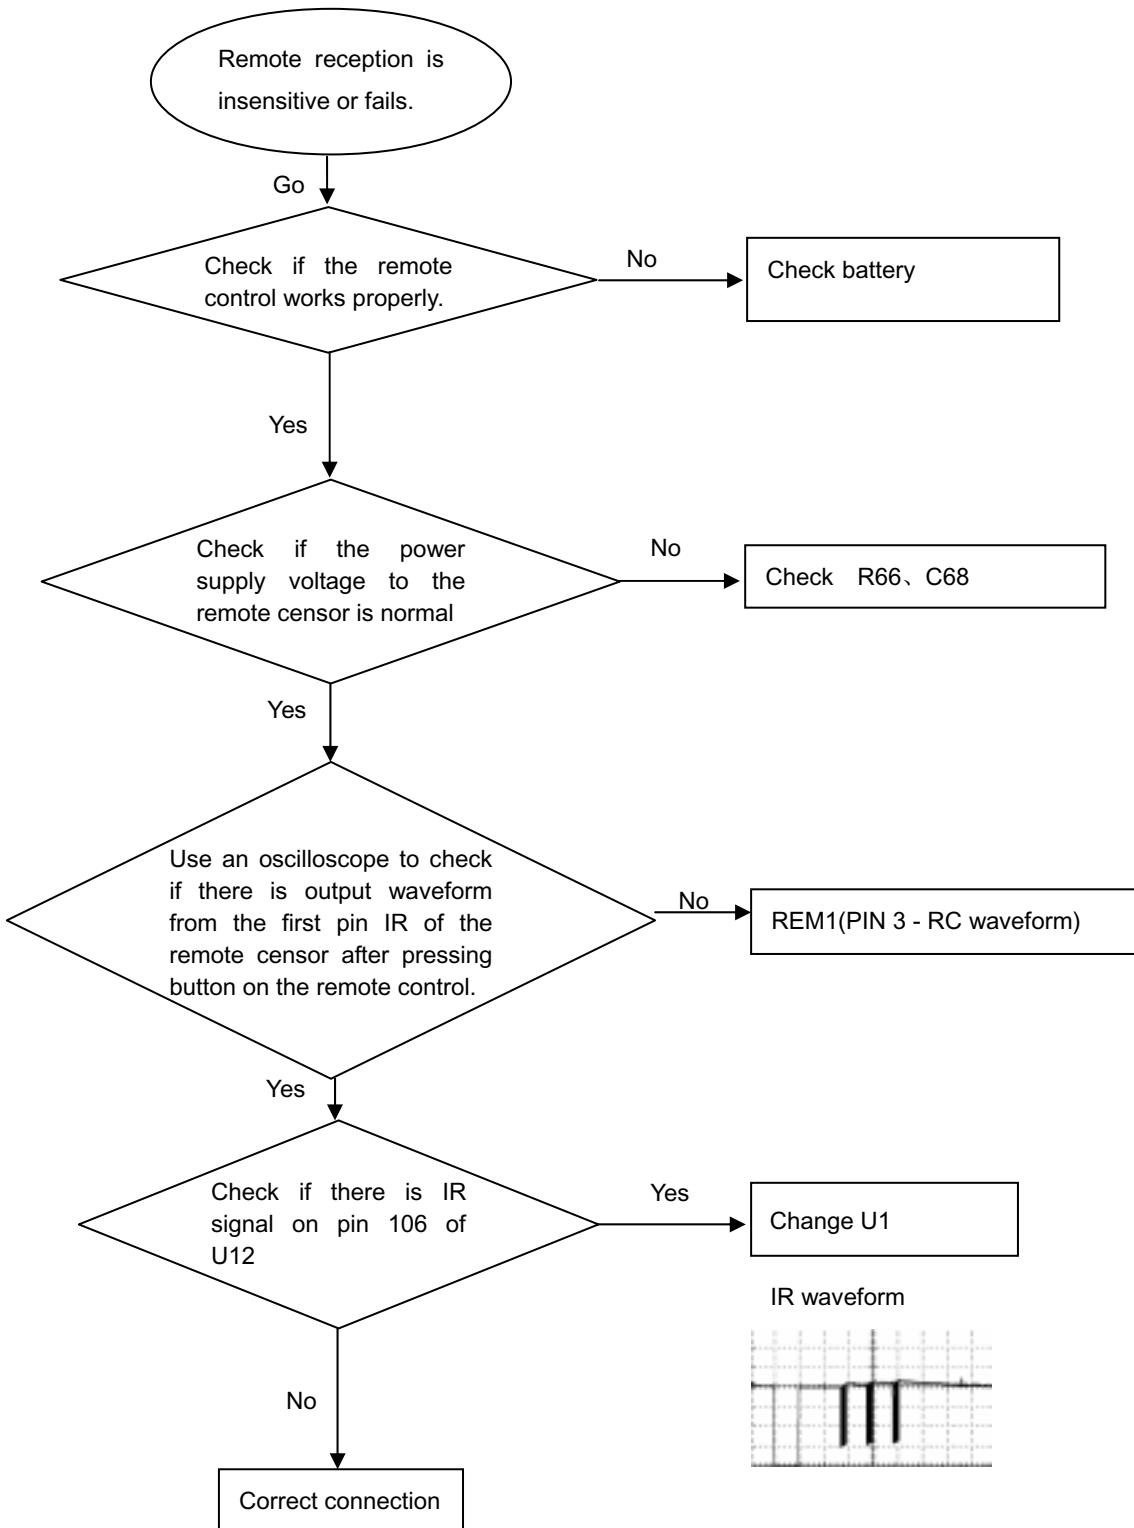 Remote reception is
insensitive or fails.
Go
Check if the remote
control works properly.
No
Check battery
Yes
Check if the power
supply voltage to the
remote censor is normal
No
Check R66、C68
Yes
Use an oscilloscope to check
if there is output waveform
from the first pin IR of the
remote censor after pressing
button on the remote control.
No
REM1(PIN 3 - RC waveform)
Yes
Check if there is IR
signal on pin 106 of
U12
Yes
Change U1
IR waveform
No
Correct connection